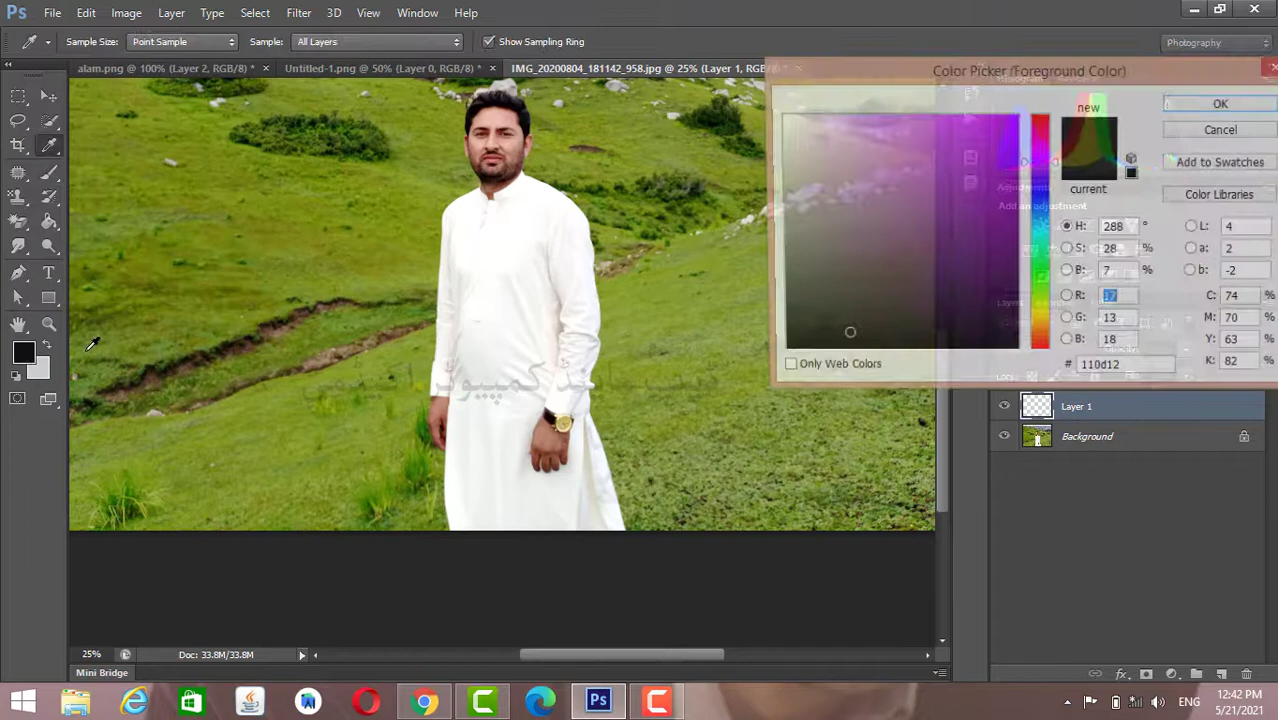 Ps File Edit Image Layer Type Select Filter 3D View Window Help
Sample Size: Point Sample Sample: All Layers Show Sampling Ring Photography
alam.png @ 100% (Layer 2, RGB/8) * × Untitled-1.png @ 50% (Layer 0, RGB/8) * × IMG_20200804_181142_958.jpg @ 25% (Layer 1, RGB/8)
Color Picker (Foreground Color)
new
OK
Cancel
current
Add to Swatches
Color Libraries
Adjustments
Add an adjustment
H: 288 °
S: 28 %
B: 7 %
R: 17
G: 13
B: 18
L: 4
a: 2
b: -2
C: 74 %
M: 70 %
Y: 63 %
K: 82 %
# 110d12
Only Web Colors
Layer 1
Background
25% Doc: 33.8M/33.8M
Mini Bridge
ENG
12:42 PM
5/21/2021